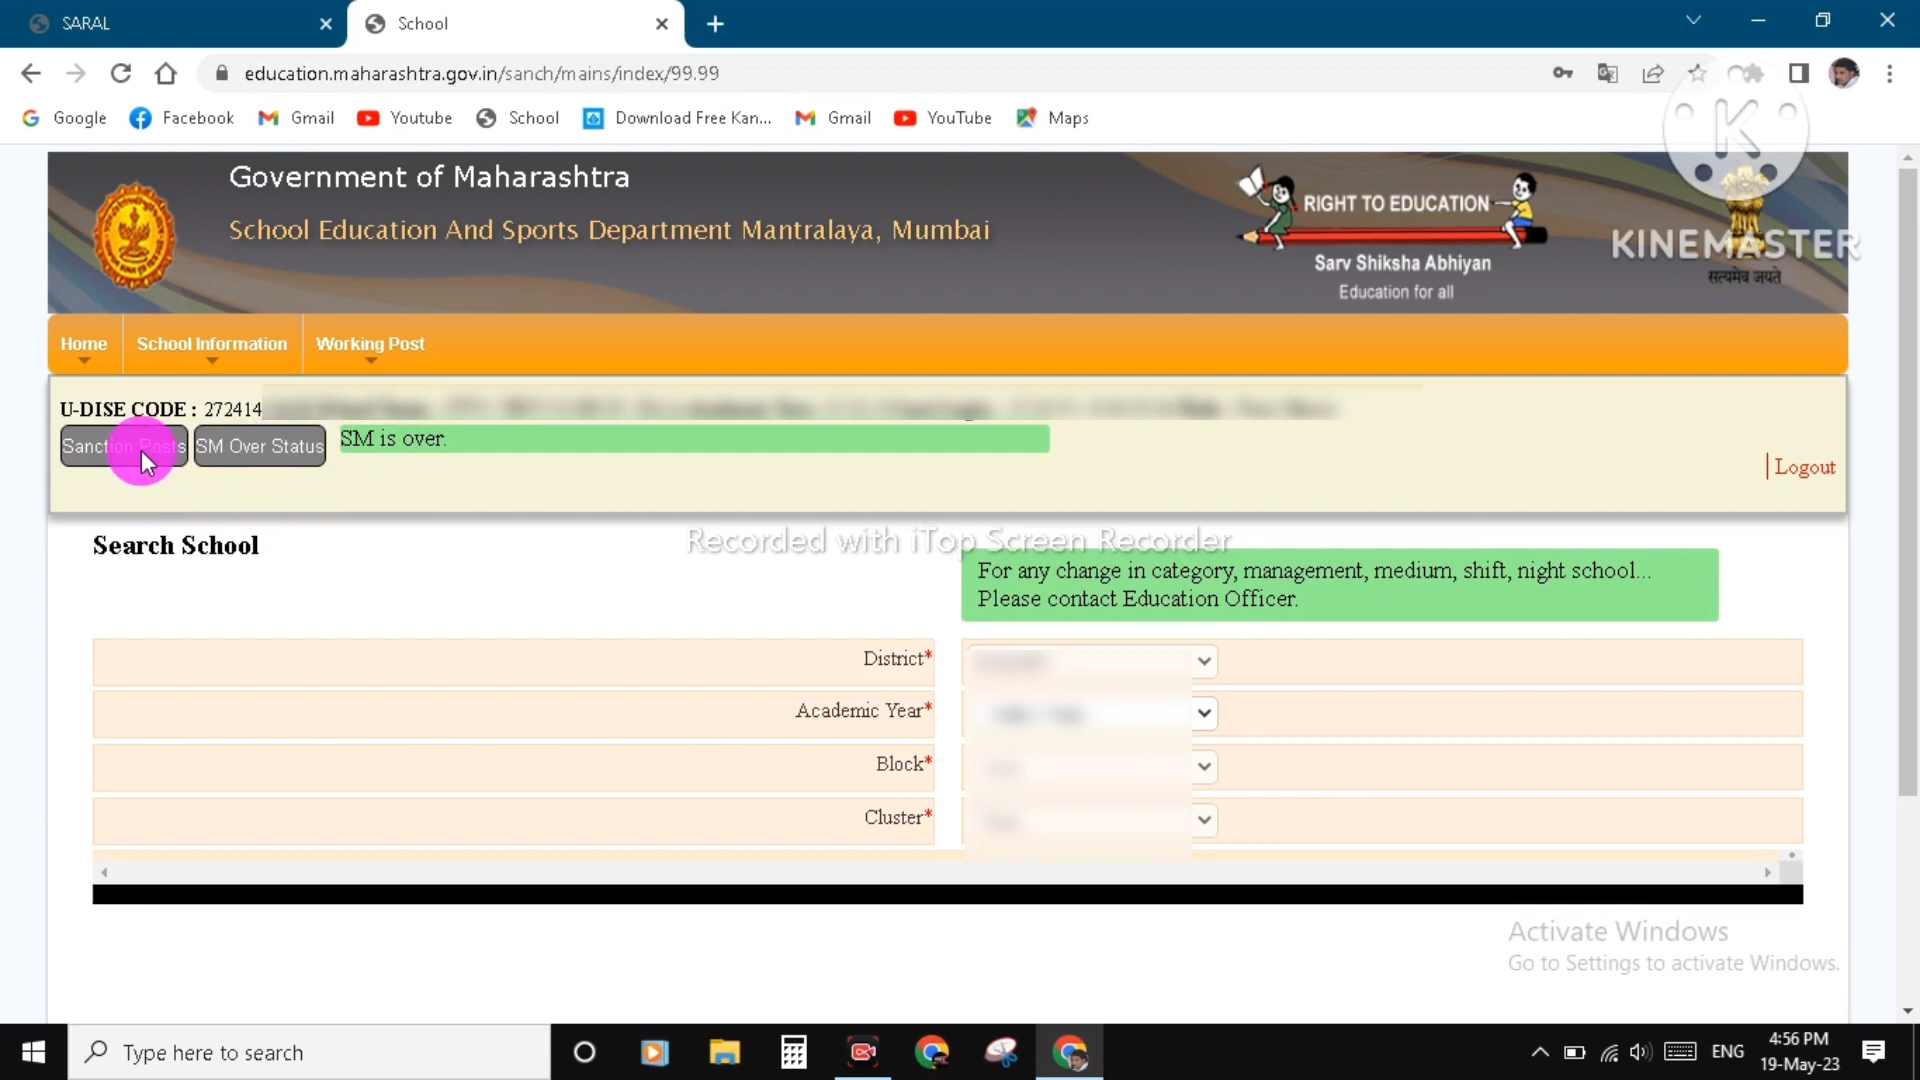 SARAL
School
education.maharashtra.gov.in/sanch/mains/index/99.99
Google Facebook Gmail Youtube School Download Free Kan... Gmail YouTube Maps
K
Government of Maharashtra
School Education And Sports Department Mantralaya, Mumbai
RIGHT TO EDUCATION
Sarv Shiksha Abhiyan
Education for all
KINEMASTER
सत्यमेव जयते
Home School Information Working Post
U-DISE CODE : 272414
Sanction Posts SM Over Status SM is over.
Logout
Recorded with iTop Screen Recorder
Search School
For any change in category, management, medium, shift, night school...
Please contact Education Officer.
District*
Academic Year*
Block*
Cluster*
Activate Windows
Go to Settings to activate Windows.
Type here to search
ENG
4:56 PM
19-May-23